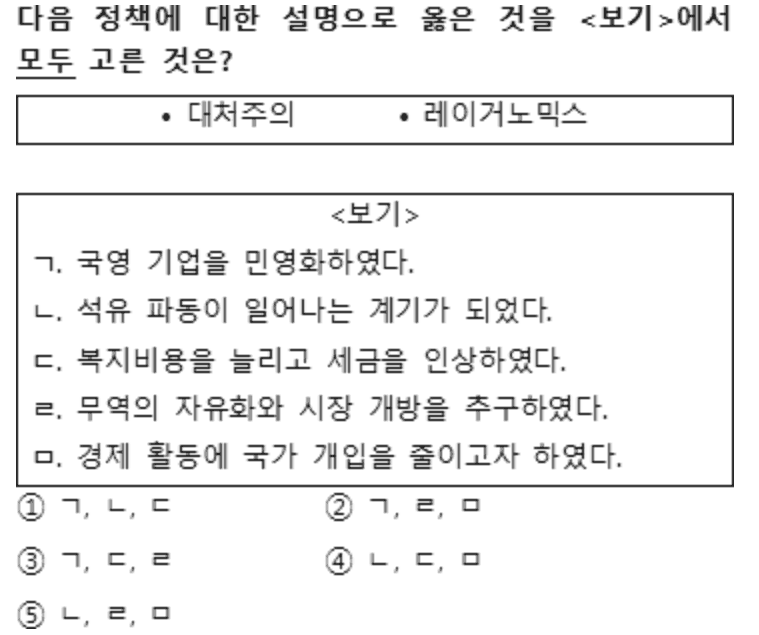 다음 정책에 대한 설명으로 옳은 것을 <보기>에서
모두 고른 것은?
• 대처주의 • 레이거노믹스
<보기>
ㄱ. 국영 기업을 민영화하였다.
ㄴ. 석유 파동이 일어나는 계기가 되었다.
ㄷ. 복지비용을 늘리고 세금을 인상하였다.
ㄹ. 무역의 자유화와 시장 개방을 추구하였다.
ㅁ. 경제 활동에 국가 개입을 줄이고자 하였다.
① ㄱ, ㄴ, ㄷ ② ㄱ, ㄹ, ㅁ
③ ㄱ, ㄷ, ㄹ ④ ㄴ, ㄷ, ㅁ
⑤ ㄴ, ㄹ, ㅁ